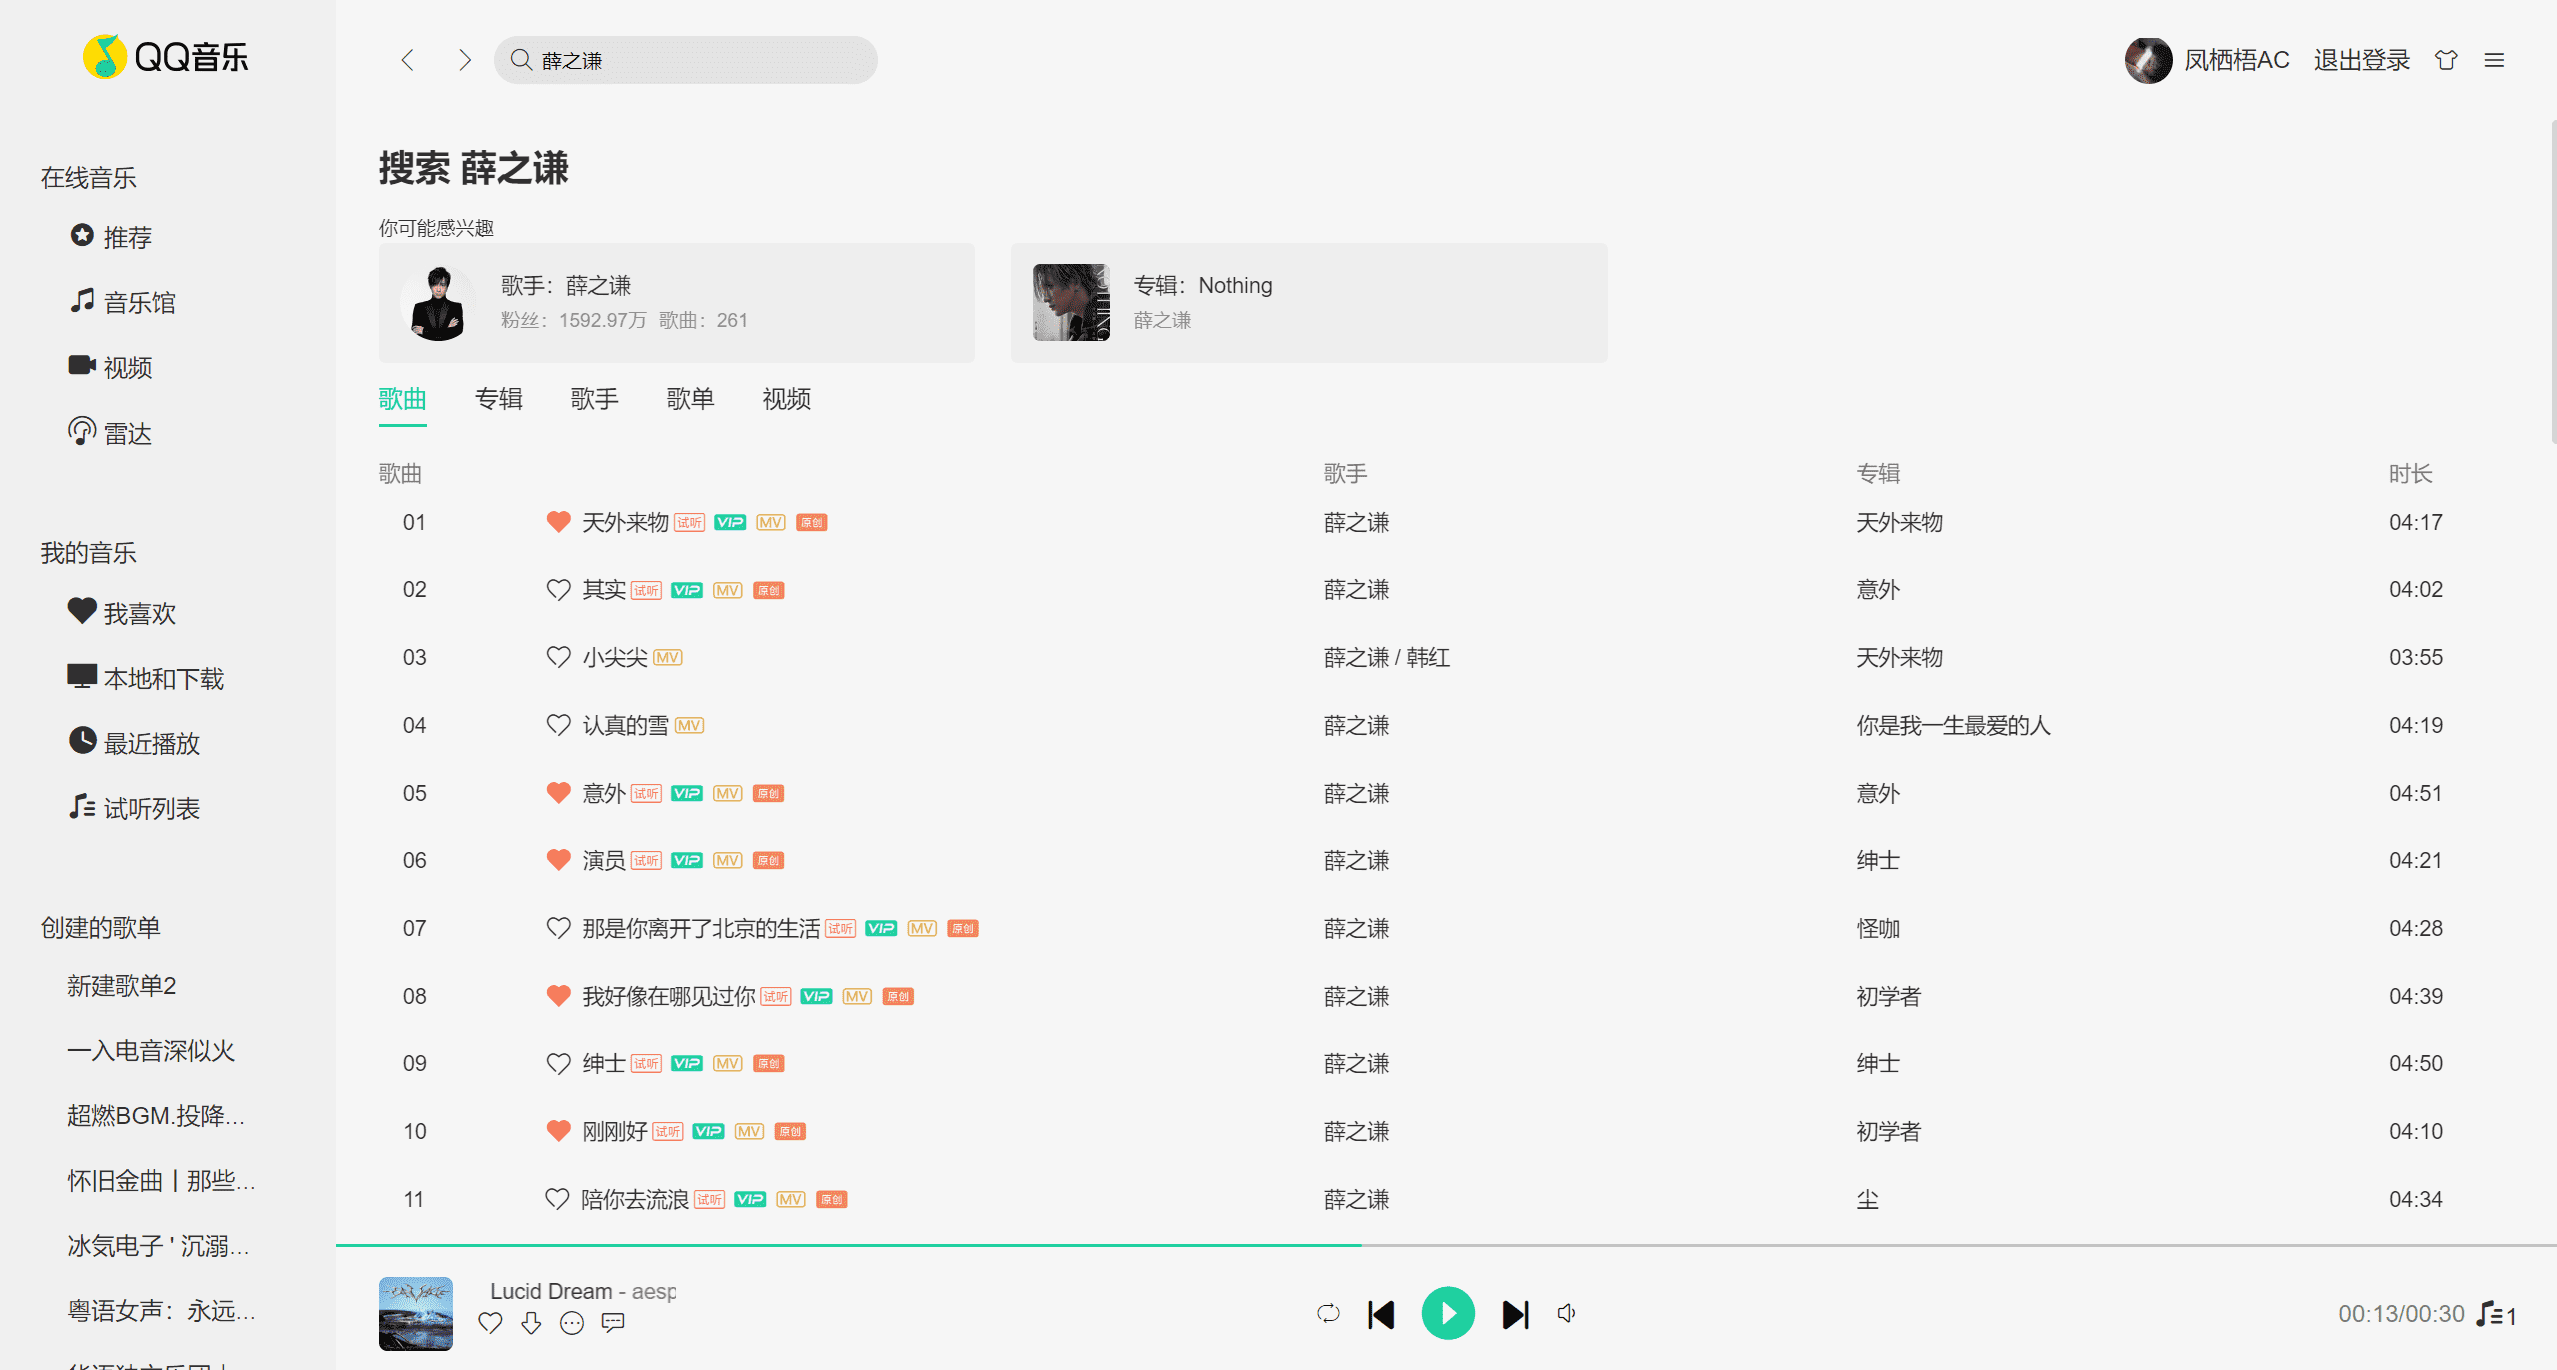 QQ音乐
薛之谦
凤栖梧AC 退出登录
在线音乐
推荐
音乐馆
视频
雷达
我的音乐
我喜欢
本地和下载
最近播放
试听列表
创建的歌单
新建歌单2
一入电音深似火
超燃BGM.投降...
怀旧金曲丨那些...
冰気电子 ' 沉溺...
粤语女声：永远...
搜索 薛之谦
你可能感兴趣
歌手：薛之谦
粉丝：1592.97万 歌曲：261
专辑：Nothing
薛之谦
歌曲 专辑 歌手 歌单 视频
歌曲 歌手 专辑 时长
01 天外来物 试听 VIP MV 原创 薛之谦 天外来物 04:17
02 其实 试听 VIP MV 原创 薛之谦 意外 04:02
03 小尖尖 MV 薛之谦 / 韩红 天外来物 03:55
04 认真的雪 MV 薛之谦 你是我一生最爱的人 04:19
05 意外 试听 VIP MV 原创 薛之谦 意外 04:51
06 演员 试听 VIP MV 原创 薛之谦 绅士 04:21
07 那是你离开了北京的生活 试听 VIP MV 原创 薛之谦 怪咖 04:28
08 我好像在哪见过你 试听 VIP MV 原创 薛之谦 初学者 04:39
09 绅士 试听 VIP MV 原创 薛之谦 绅士 04:50
10 刚刚好 试听 VIP MV 原创 薛之谦 初学者 04:10
11 陪你去流浪 试听 VIP MV 原创 薛之谦 尘 04:34
Lucid Dream - aesp
00:13/00:30 1